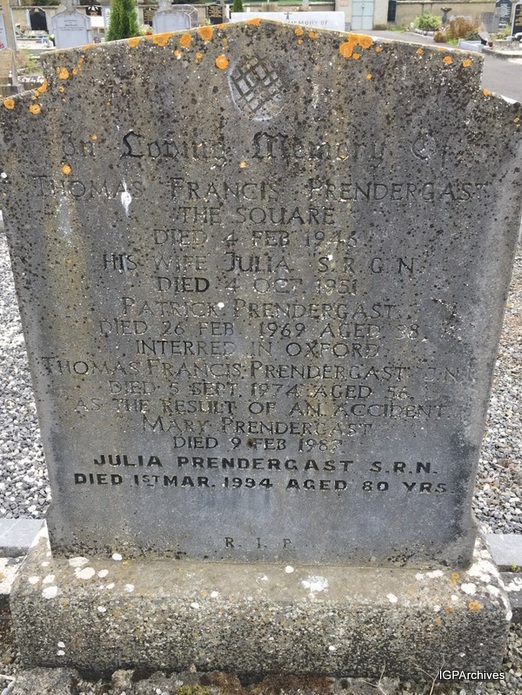 In Loving Memory Of
THOMAS FRANCIS PRENDERGAST
THE SQUARE
DIED 4 FEB 1946
HIS WIFE JULIA S.R.G.N.
DIED 4 OCT 1951
PATRICK PRENDERGAST
DIED 26 FEB 1969 AGED
INTERRED IN OXFORD
THOMAS FRANCIS PRENDERGAST
DIED 5 SEPT. 1974 AGED 56
AS THE RESULT OF AN ACCIDENT
MARY PRENDERGAST
DIED 9 FEB
JULIA PRENDERGAST S.R.N.
DIED 1ST MAR. 1994 AGED 80 YRS.
R. I. P.
IGPArchives